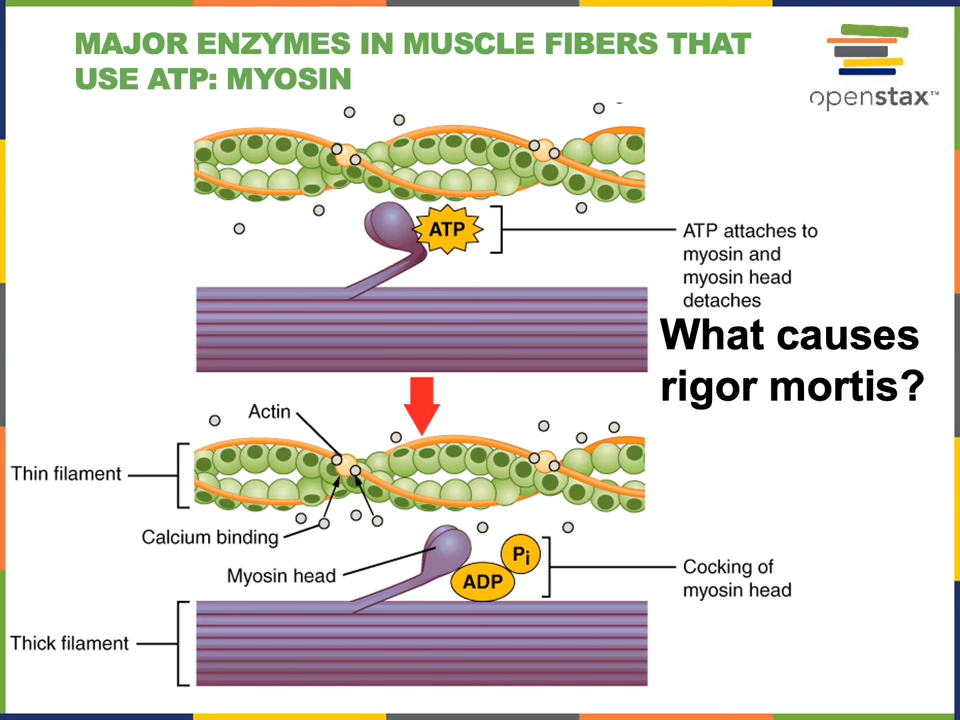 MAJOR ENZYMES IN MUSCLE FIBERS THAT
USE ATP: MYOSIN
openstax™
ATP
ATP attaches to
myosin and
myosin head
detaches
What causes
rigor mortis?
Actin
Thin filament
Calcium binding
Myosin head
Pi
ADP
Cocking of
myosin head
Thick filament